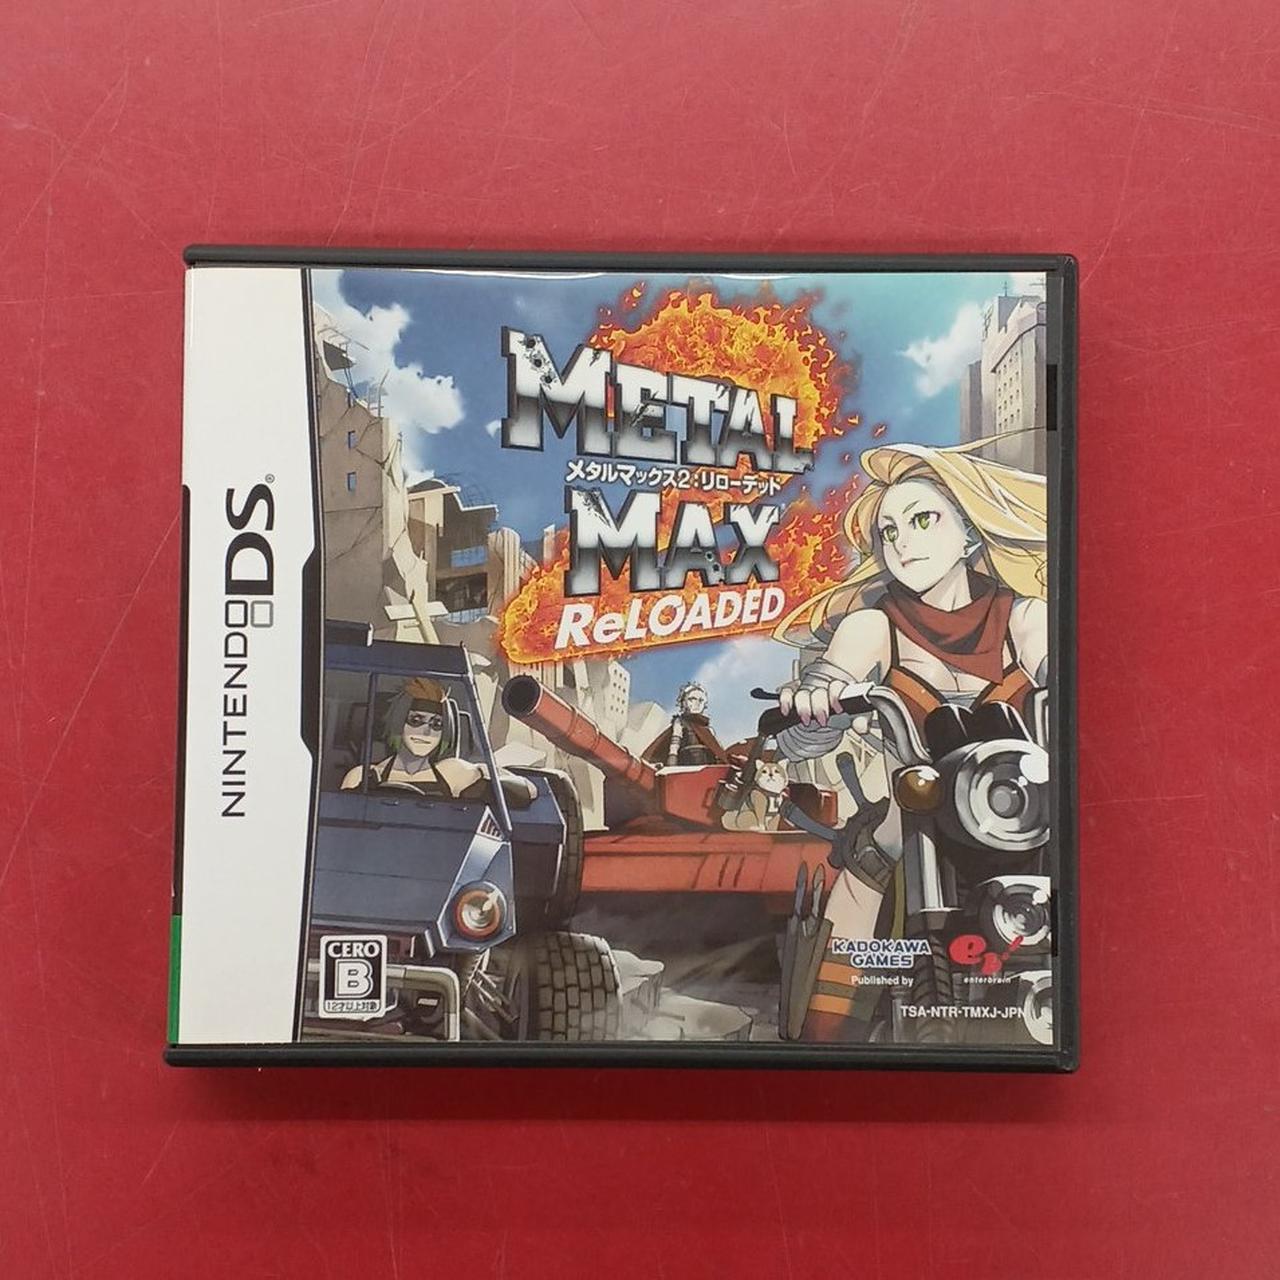 NINTENDO DS
METAL
メタルマックス2:リローデッド
MAX
ReLOADED
CERO
B
12才以上対象
KADOKAWA
GAMES
Published by
eb!
enterbrain
TSA-NTR-TMXJ-JPN